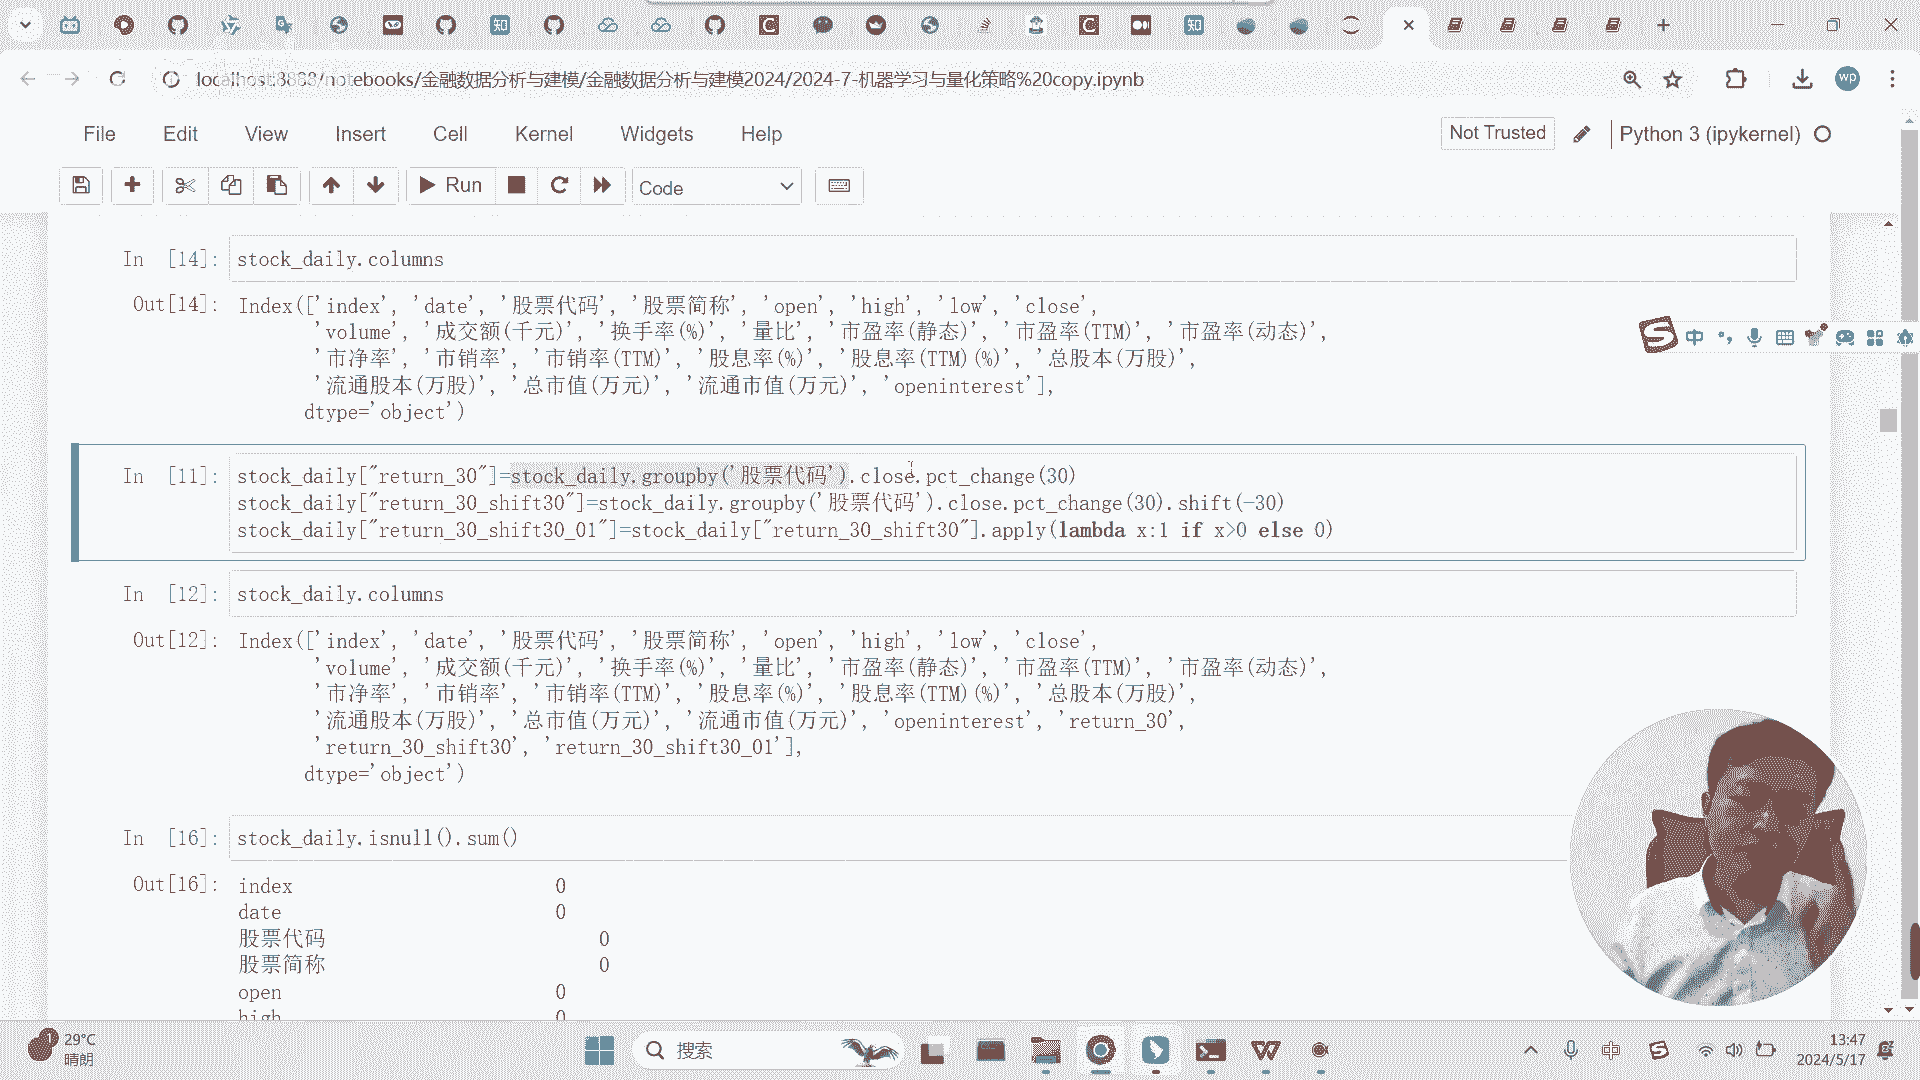 wp
localhost:8888/notebooks/金融数据分析与建模/金融数据分析与建模2024/2024-7-机器学习与量化策略%20copy.ipynb
File Edit View Insert Cell Kernel Widgets Help
Not Trusted
Python 3 (ipykernel)
Run
Code
In [14]: stock_daily.columns
Out[14]: Index(['index', 'date', '股票代码', '股票简称', 'open', 'high', 'low', 'close',
'volume', '成交额(千元)', '换手率(%)', '量比', '市盈率(静态)', '市盈率(TTM)', '市盈率(动态)',
'市净率', '市销率', '市销率(TTM)', '股息率(%)', '股息率(TTM)(%)', '总股本(万股)',
'流通股本(万股)', '总市值(万元)', '流通市值(万元)', 'openinterest'],
dtype='object')
In [11]: stock_daily["return_30"]=stock_daily.groupby('股票代码').close.pct_change(30)
stock_daily["return_30_shift30"]=stock_daily.groupby('股票代码').close.pct_change(30).shift(-30)
stock_daily["return_30_shift30_01"]=stock_daily["return_30_shift30"].apply(lambda x:1 if x>0 else 0)
In [12]: stock_daily.columns
Out[12]: Index(['index', 'date', '股票代码', '股票简称', 'open', 'high', 'low', 'close',
'volume', '成交额(千元)', '换手率(%)', '量比', '市盈率(静态)', '市盈率(TTM)', '市盈率(动态)',
'市净率', '市销率', '市销率(TTM)', '股息率(%)', '股息率(TTM)(%)', '总股本(万股)',
'流通股本(万股)', '总市值(万元)', '流通市值(万元)', 'openinterest', 'return_30',
'return_30_shift30', 'return_30_shift30_01'],
dtype='object')
In [16]: stock_daily.isnull().sum()
Out[16]: index 0
date 0
股票代码 0
股票简称 0
open 0
high 0
29°C
晴朗
搜索
中
13:47
2024/5/17